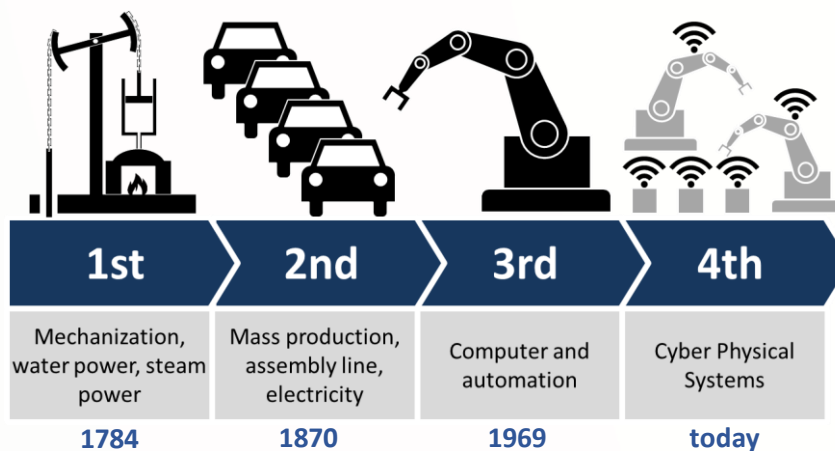 1st
2nd
3rd
4th
Mechanization,
water power, steam
power
Mass production,
assembly line,
electricity
Computer and
automation
Cyber Physical
Systems
1784
1870
1969
today